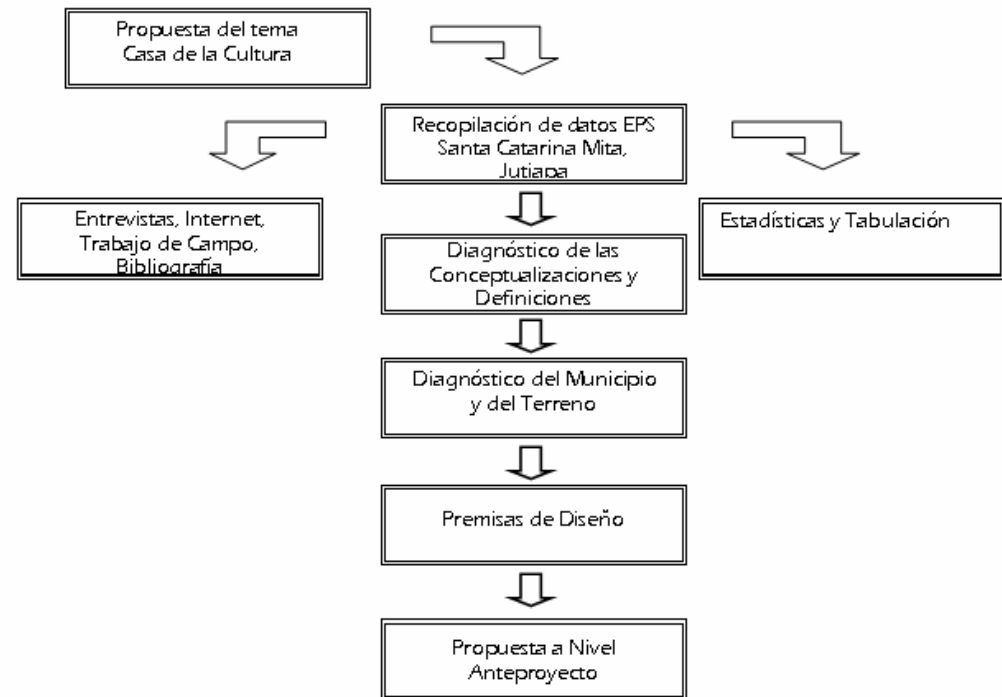 Propuesta del tema
Casa de la Cultura
Recopilación de datos EPS
Santa Catarina Mita,
Jutiapa
Entrevistas, Internet,
Trabajo de Campo,
Bibliografía
Estadísticas y Tabulación
Diagnóstico de las
Conceptualizaciones y
Definiciones
Diagnóstico del Municipio
y del Terreno
Premisas de Diseño
Propuesta a Nivel
Anteproyecto